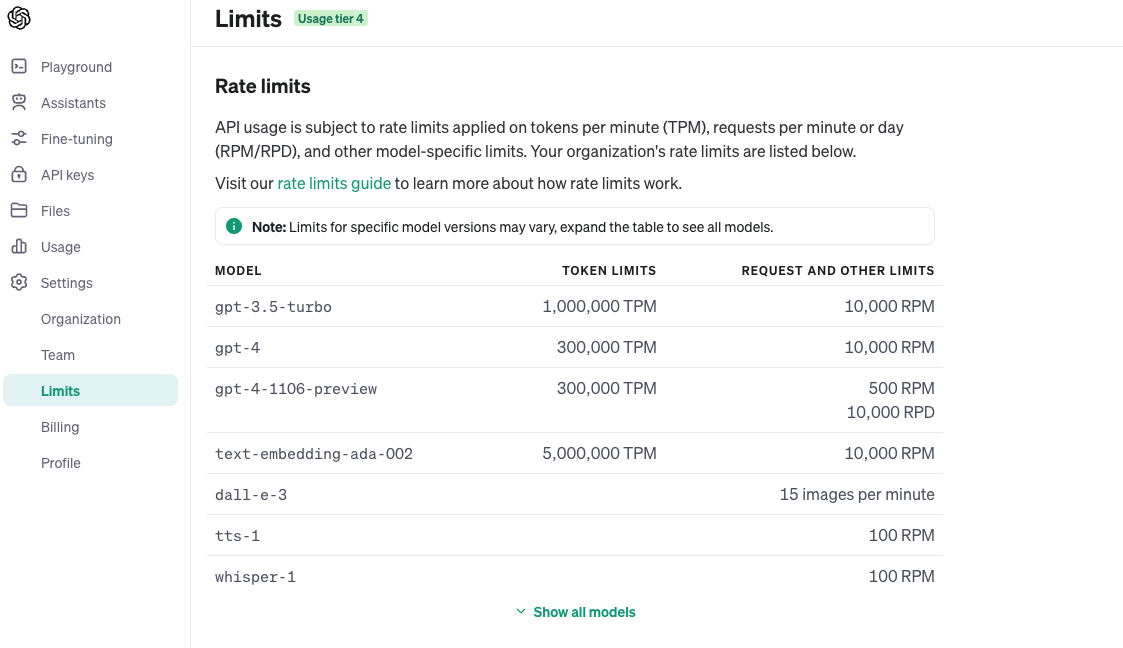 Limits Usage tier 4
Playground
Assistants
Fine-tuning
API keys
Files
Usage
Settings
Organization
Team
Limits
Billing
Profile
Rate limits
API usage is subject to rate limits applied on tokens per minute (TPM), requests per minute or day
(RPM/RPD), and other model-specific limits. Your organization's rate limits are listed below.
Visit our rate limits guide to learn more about how rate limits work.
Note: Limits for specific model versions may vary, expand the table to see all models.
MODEL TOKEN LIMITS REQUEST AND OTHER LIMITS
gpt-3.5-turbo 1,000,000 TPM 10,000 RPM
gpt-4 300,000 TPM 10,000 RPM
gpt-4-1106-preview 300,000 TPM 500 RPM
10,000 RPD
text-embedding-ada-002 5,000,000 TPM 10,000 RPM
dall-e-3 15 images per minute
tts-1 100 RPM
whisper-1 100 RPM
Show all models